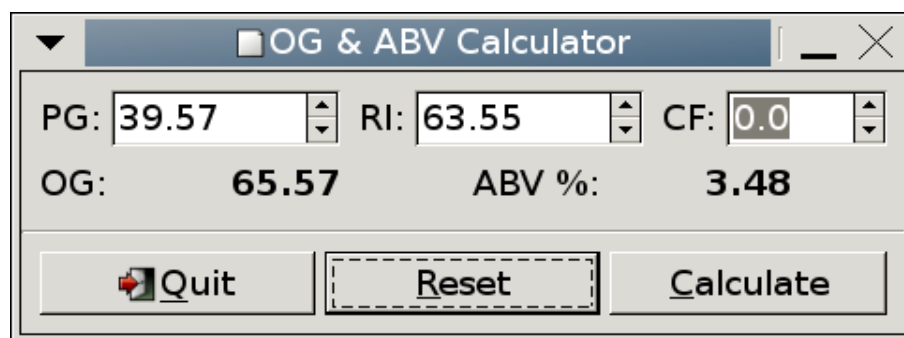 OG & ABV Calculator
PG: 39.57 RI: 63.55 CF: 0.0
OG: 65.57 ABV %: 3.48
Quit Reset Calculate